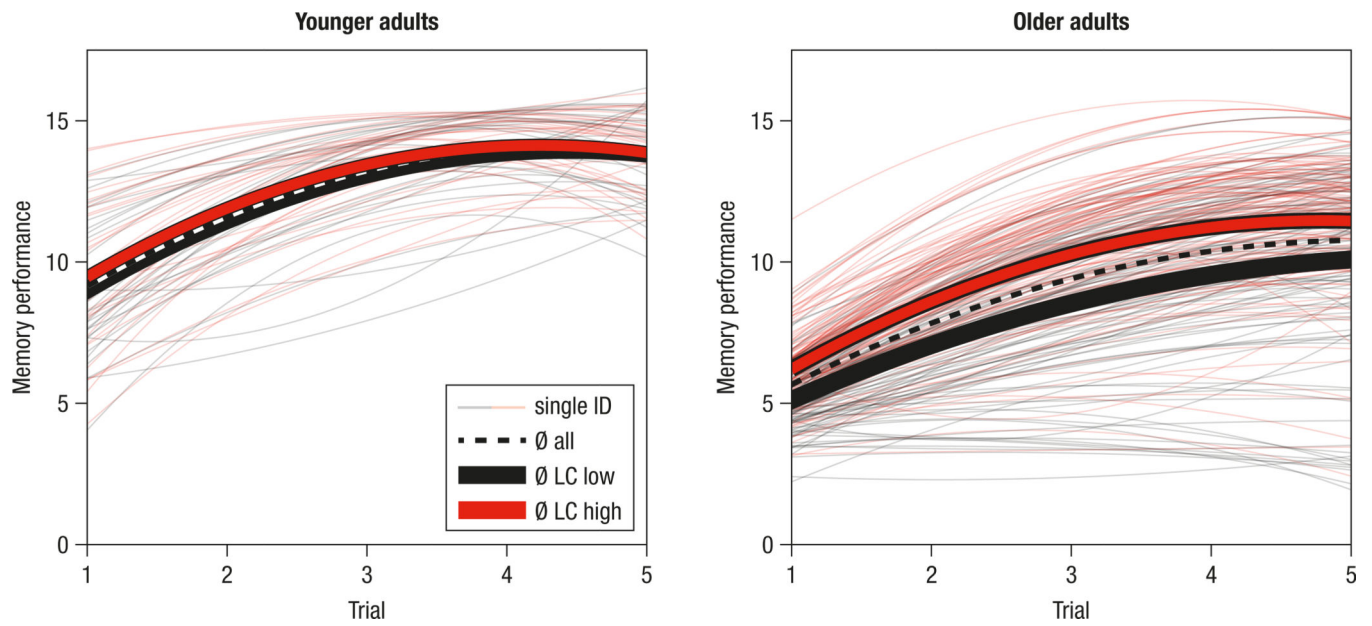 Younger adults
Memory performance
15
10
5
0
1 2 3 4 5
Trial
single ID
Ø all
Ø LC low
Ø LC high
Older adults
Memory performance
15
10
5
0
1 2 3 4 5
Trial